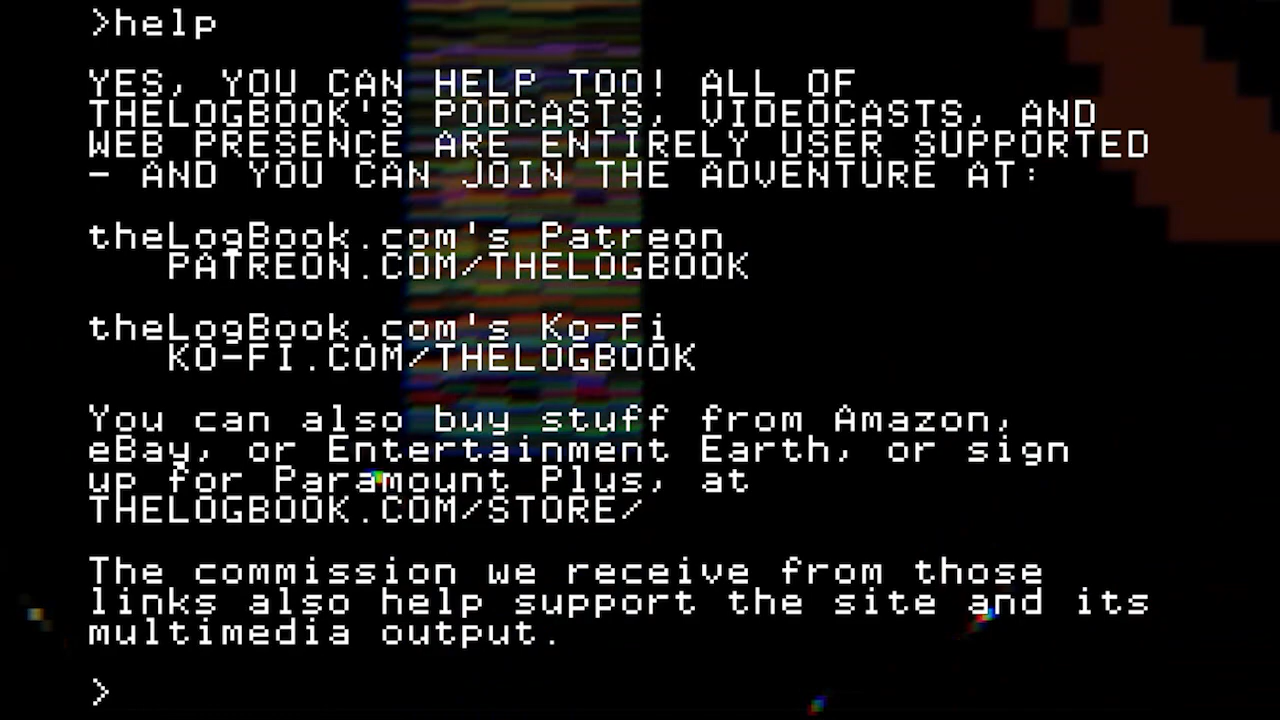 >help
YES, YOU CAN HELP TOO! ALL OF
THELOGBOOK'S PODCASTS, VIDEOCASTS, AND
WEB PRESENCE ARE ENTIRELY USER SUPPORTED
- AND YOU CAN JOIN THE ADVENTURE AT:
theLogBook.com's Patreon
PATREON.COM/THELOGBOOK
theLogBook.com's Ko-Fi
KO-FI.COM/THELOGBOOK
You can also buy stuff from Amazon,
eBay, or Entertainment Earth, or sign
up for Paramount Plus, at
THELOGBOOK.COM/STORE/
The commission we receive from those
links also help support the site and its
multimedia output.
>